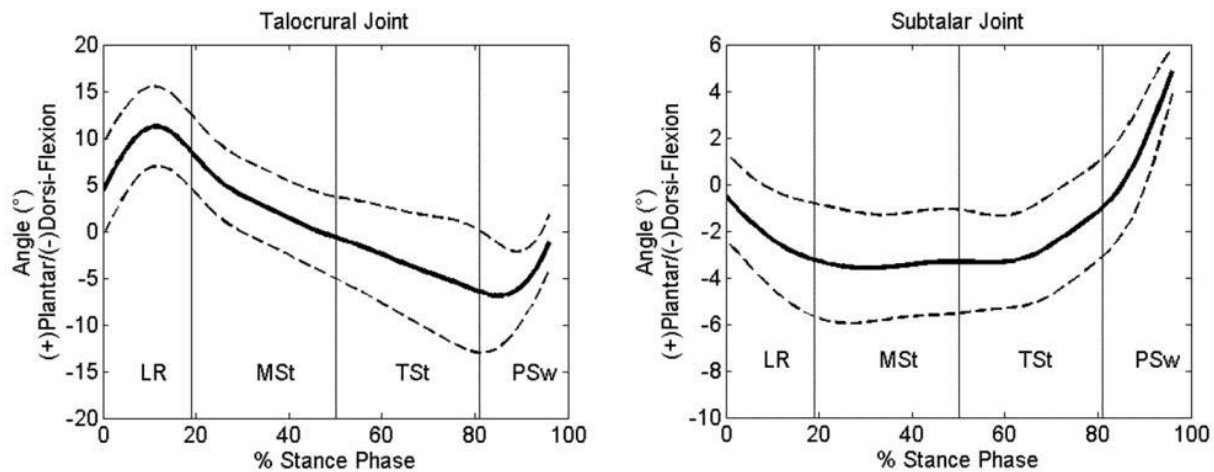 Talocrural Joint
20
15
10
5
0
-5
-10
-15
-20
Angle (°)
(+)Plantar/(-)Dorsi-Flexion
LR MSt TSt PSw
0 20 40 60 80 100
% Stance Phase
Subtalar Joint
6
4
2
0
-2
-4
-6
-8
-10
Angle (°)
(+)Plantar/(-)Dorsi-Flexion
LR MSt TSt PSw
0 20 40 60 80 100
% Stance Phase